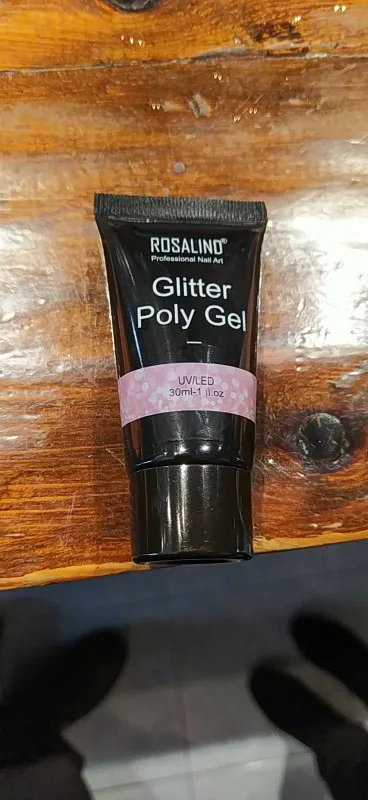 ROSALIND®
Professional Nail Art
Glitter
Poly Gel
UV/LED
30ml-1 fl.oz